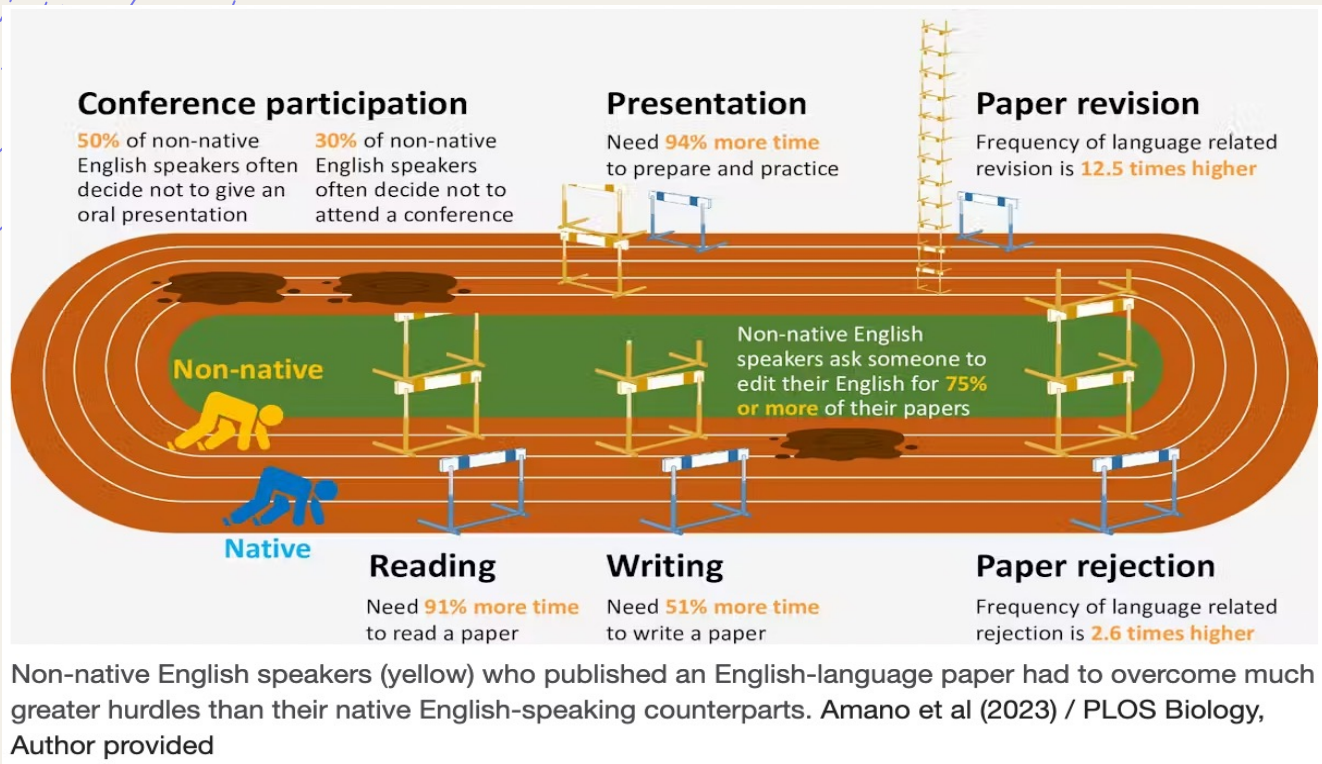 Conference participation
50% of non-native
English speakers often
decide not to give an
oral presentation
30% of non-native
English speakers
often decide not to
attend a conference
Presentation
Need 94% more time
to prepare and practice
Paper revision
Frequency of language related
revision is 12.5 times higher
Non-native
Native
Non-native English
speakers ask someone to
edit their English for 75%
or more of their papers
Reading
Need 91% more time
to read a paper
Writing
Need 51% more time
to write a paper
Paper rejection
Frequency of language related
rejection is 2.6 times higher
Non-native English speakers (yellow) who published an English-language paper had to overcome much
greater hurdles than their native English-speaking counterparts. Amano et al (2023) / PLOS Biology,
Author provided